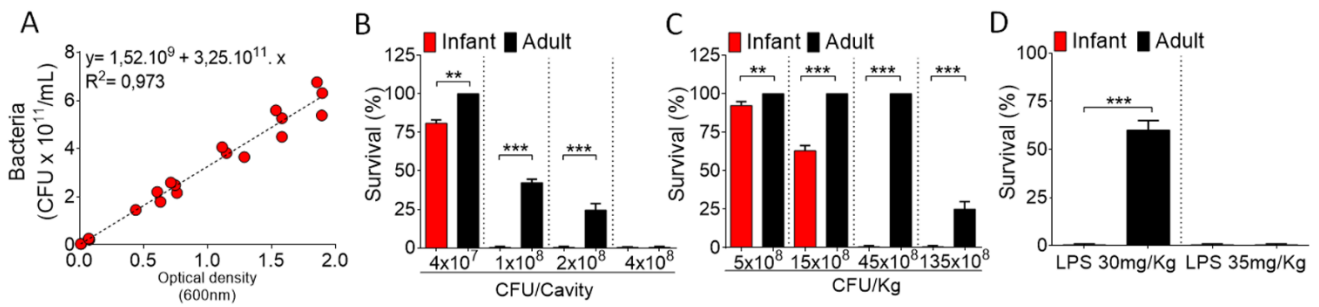 A
y= 1,52.10⁹ + 3,25.10¹¹. x
R²= 0,973
Bacteria
(CFU x 10¹¹/mL)
8
6
4
2
0
0.0 0.5 1.0 1.5 2.0
Optical density
(600nm)
B
Infant Adult
Survival (%)
125
100
75
50
25
0
**
***
***
4x10⁷ 1x10⁸ 2x10⁸ 4x10⁸
CFU/Cavity
C
Infant Adult
Survival (%)
125
100
75
50
25
0
** *** *** ***
5x10⁸ 15x10⁸ 45x10⁸ 135x10⁸
CFU/Kg
D
Infant Adult
Survival (%)
100
75
50
25
0
***
LPS 30mg/Kg LPS 35mg/Kg